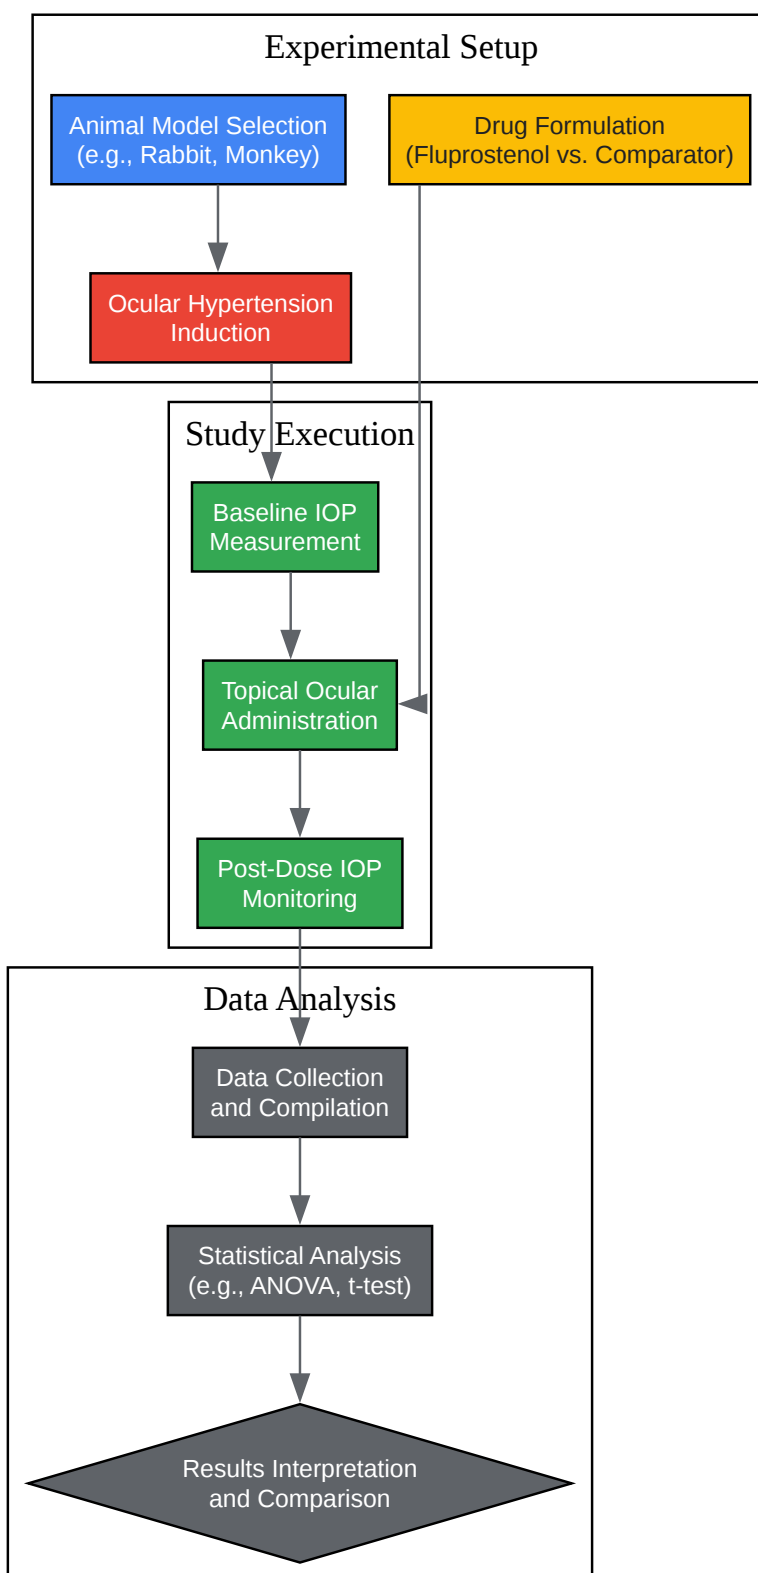 Experimental Setup
Animal Model Selection
(e.g., Rabbit, Monkey)
Drug Formulation
(Fluprostenol vs. Comparator)
Ocular Hypertension
Induction
Study Execution
Baseline IOP
Measurement
Topical Ocular
Administration
Post-Dose IOP
Monitoring
Data Analysis
Data Collection
and Compilation
Statistical Analysis
(e.g., ANOVA, t-test)
Results Interpretation
and Comparison